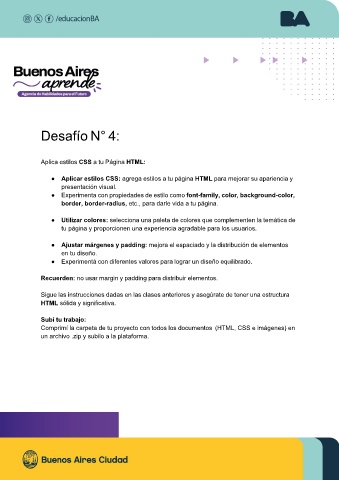 /educacionBA
BA
Buenos Aires
aprende
Agencia de Habilidades para el Futuro
Desafío N° 4:
Aplica estilos CSS a tu Página HTML:
● Aplicar estilos CSS: agrega estilos a tu página HTML para mejorar su apariencia y
presentación visual.
● Experimenta con propiedades de estilo como font-family, color, background-color,
border, border-radius, etc., para darle vida a tu página.
● Utilizar colores: selecciona una paleta de colores que complementen la temática de
tu página y proporcionen una experiencia agradable para los usuarios.
● Ajustar márgenes y padding: mejora el espaciado y la distribución de elementos
en tu diseño.
● Experimentá con diferentes valores para lograr un diseño equilibrado.
Recuerden: no usar margin y padding para distribuir elementos.
Sigue las instrucciones dadas en las clases anteriores y asegúrate de tener una estructura
HTML sólida y significativa.
Subí tu trabajo:
Comprimí la carpeta de tu proyecto con todos los documentos (HTML, CSS e imágenes) en
un archivo .zip y subilo a la plataforma.
Buenos Aires Ciudad